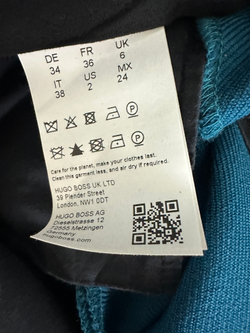 DE FR UK
34 36 6
IT US MX
38 2 24
Care for the planet, make your clothes last.
Clean this garment less, and air dry if required.
HUGO BOSS UK LTD
39 Plender Street
London, NW1 0DT
HUGO BOSS AG
Dieselstrasse 12
72555 Metzingen
Germany